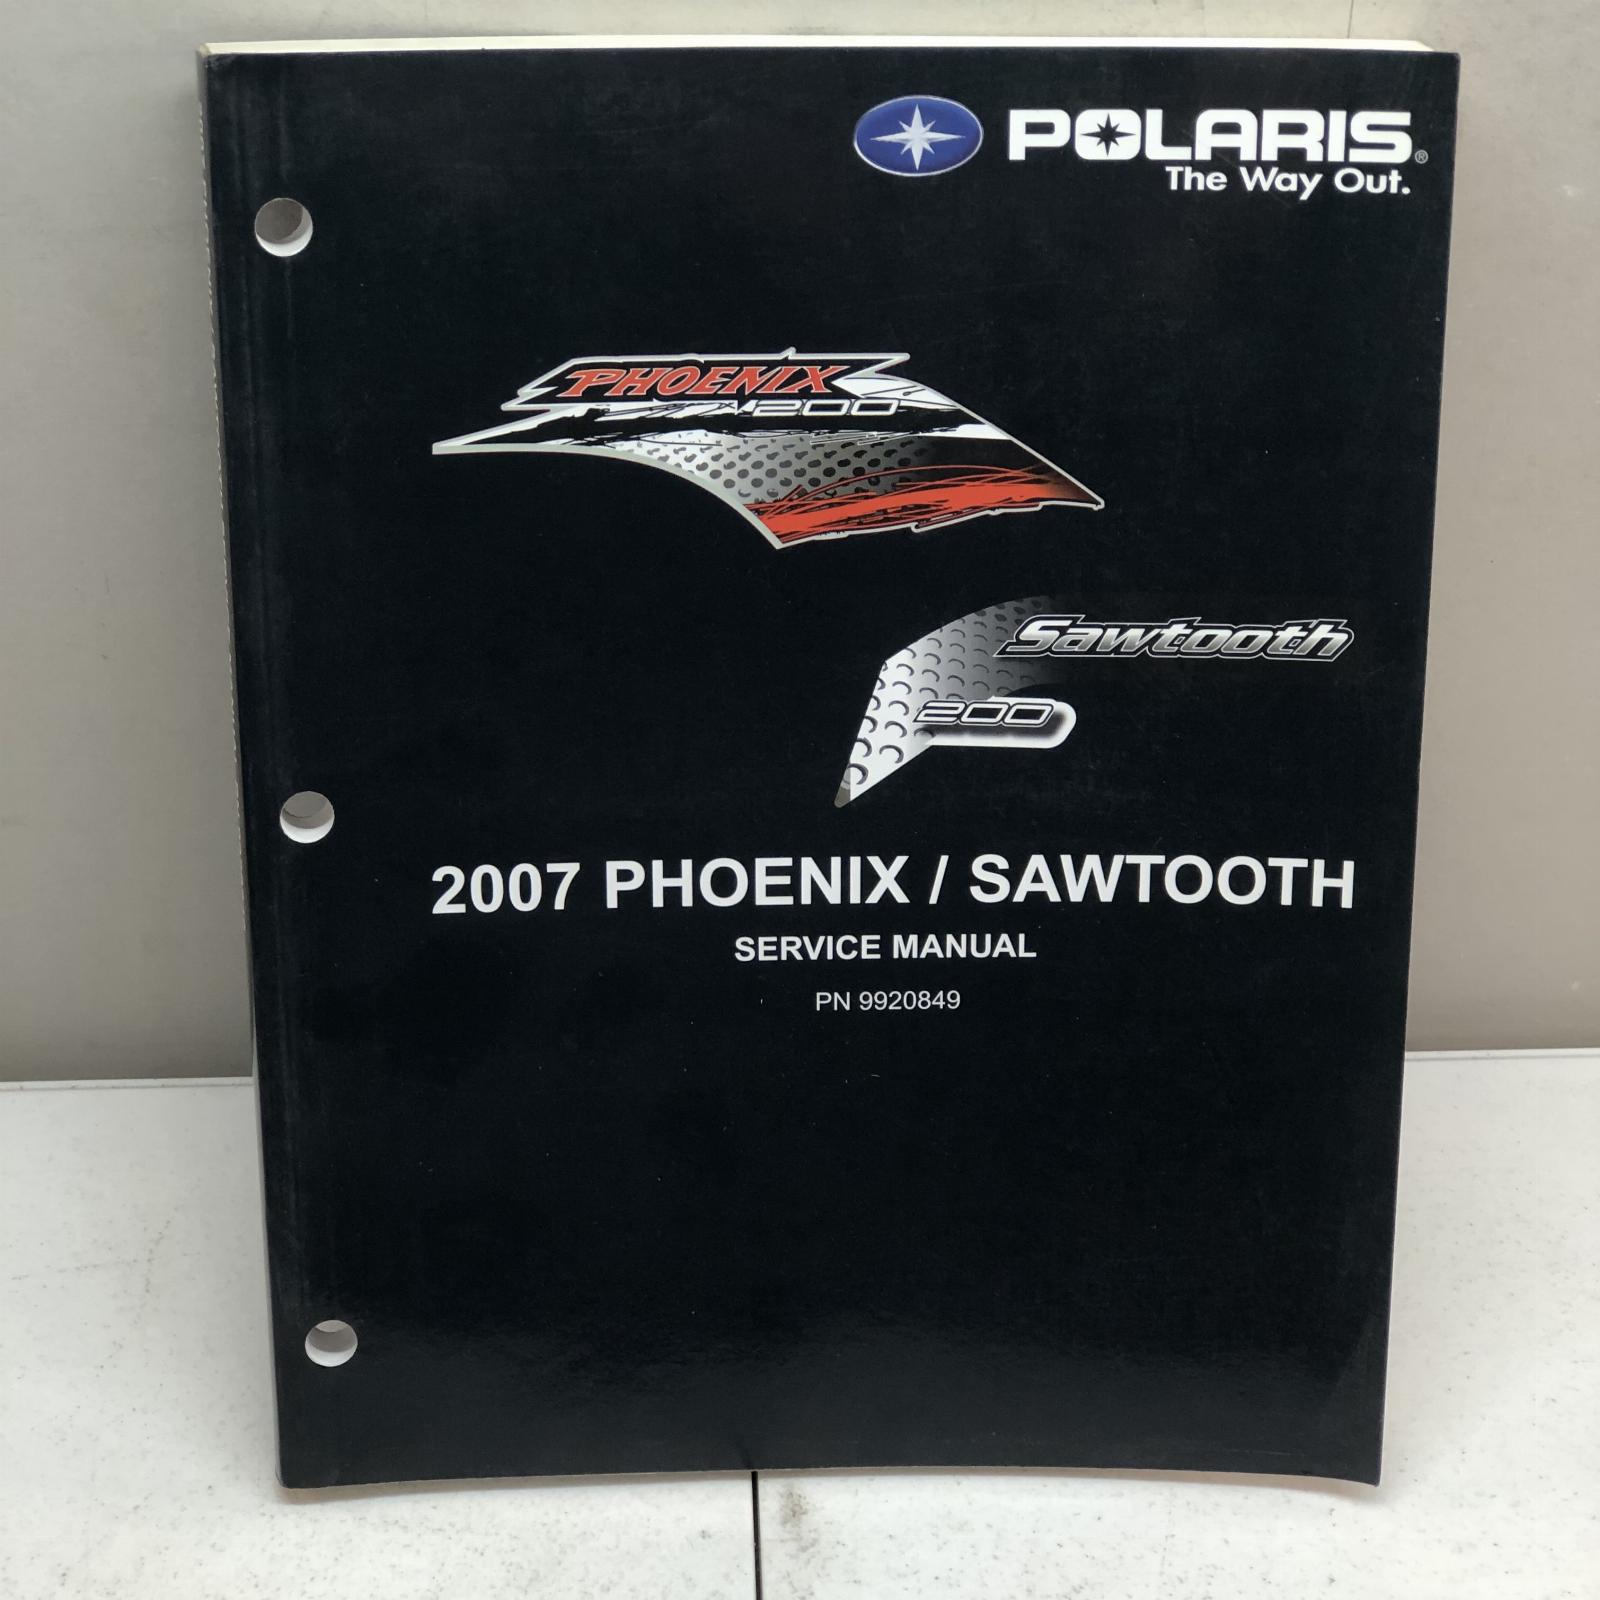 POLARIS®
The Way Out.
PHOENIX
200
Sawtooth
200
2007 PHOENIX / SAWTOOTH
SERVICE MANUAL
PN 9920849